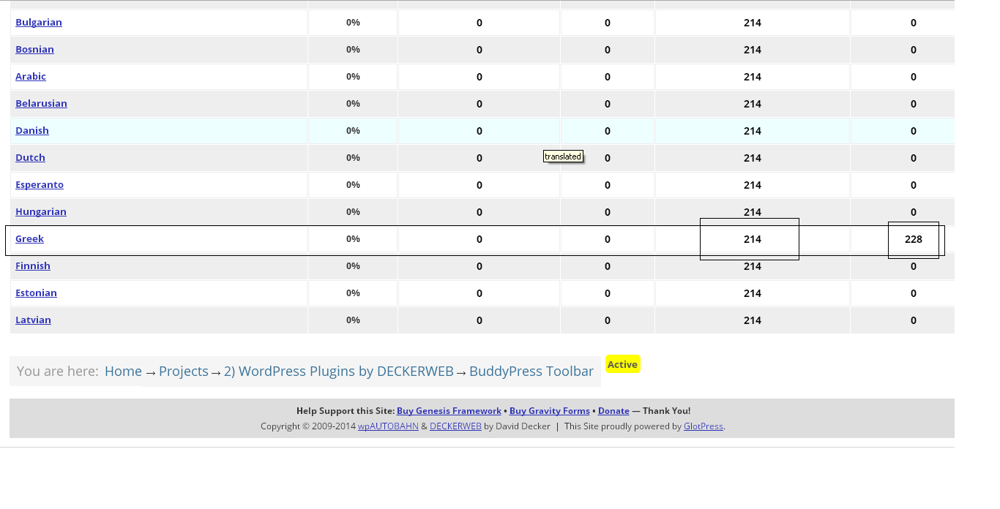 Bulgarian 0% 0 0 214 0
Bosnian 0% 0 0 214 0
Arabic 0% 0 0 214 0
Belarusian 0% 0 0 214 0
Danish 0% 0 0 214 0
translated
Dutch 0% 0 0 214 0
Esperanto 0% 0 0 214 0
Hungarian 0% 0 0 214 0
Greek 0% 0 0 214 228
Finnish 0% 0 0 214 0
Estonian 0% 0 0 214 0
Latvian 0% 0 0 214 0
You are here: Home → Projects → 2) WordPress Plugins by DECKERWEB → BuddyPress Toolbar Active
Help Support this Site: Buy Genesis Framework • Buy Gravity Forms • Donate — Thank You!
Copyright © 2009-2014 wpAUTOBAHN & DECKERWEB by David Decker | This Site proudly powered by GlotPress.